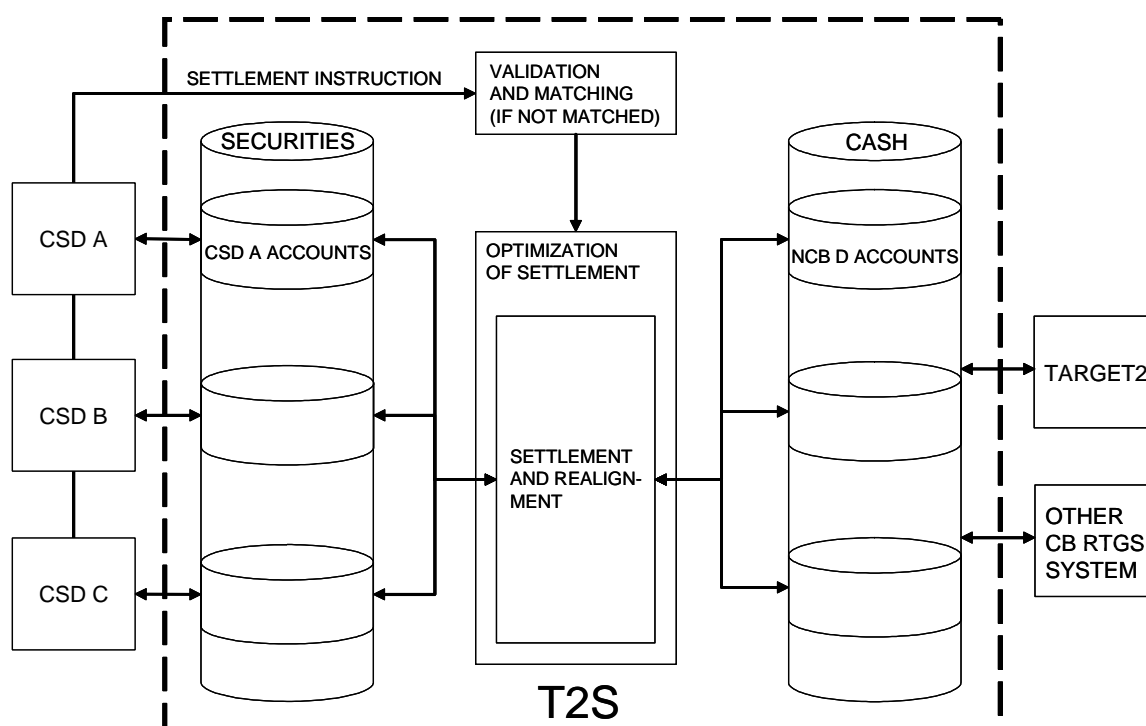 SETTLEMENT INSTRUCTION
VALIDATION
AND MATCHING
(IF NOT MATCHED)
SECURITIES
CASH
CSD A
CSD A ACCOUNTS
OPTIMIZATION
OF SETTLEMENT
NCB D ACCOUNTS
TARGET2
CSD B
SETTLEMENT
AND REALIGN-
MENT
OTHER
CB RTGS
SYSTEM
CSD C
T2S